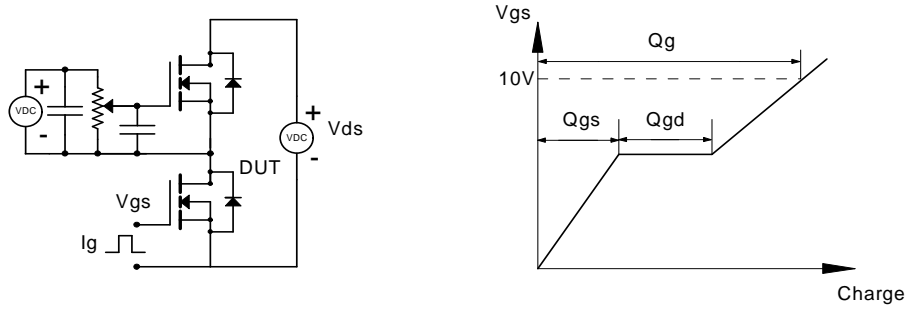 +
VDC
-
DUT
Vgs
Ig
+
VDC
-
Vds
Vgs
Qg
10V
Qgs
Qgd
Charge